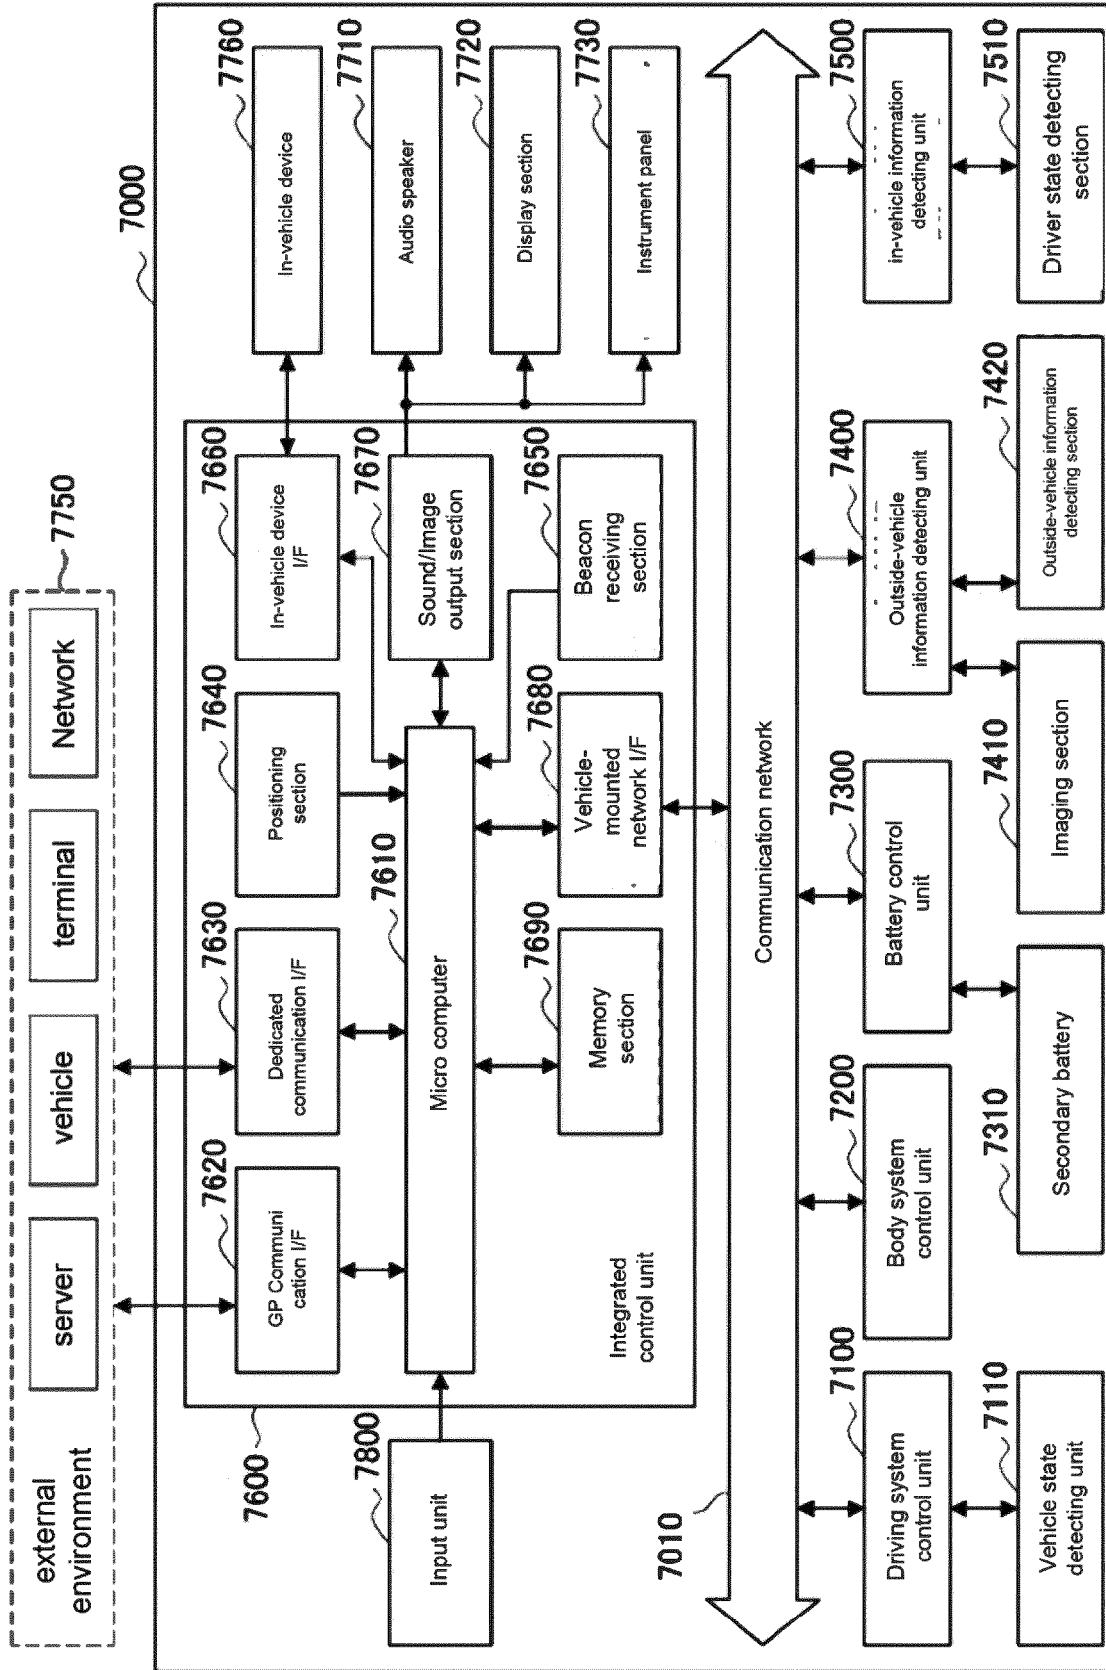 external
environment
server
vehicle
terminal
Network
7750
7000
7600
7620
GP Communi
cation I/F
7630
Dedicated
communication I/F
7640
Positioning
section
7660
In-vehicle device
I/F
7760
In-vehicle device
7800
Input unit
7610
Micro computer
7670
Sound/Image
output section
7710
Audio speaker
7720
Display section
7730
Instrument panel
Integrated
control unit
7690
Memory
section
7680
Vehicle-
mounted
network I/F
7650
Beacon
receiving
section
7010
Communication network
7100
Driving system
control unit
7200
Body system
control unit
7300
Battery control
unit
7400
Outside-vehicle
information detecting unit
7500
in-vehicle information
detecting unit
7110
Vehicle state
detecting unit
7310
Secondary battery
7410
Imaging section
7420
Outside-vehicle information
detecting section
7510
Driver state detecting
section